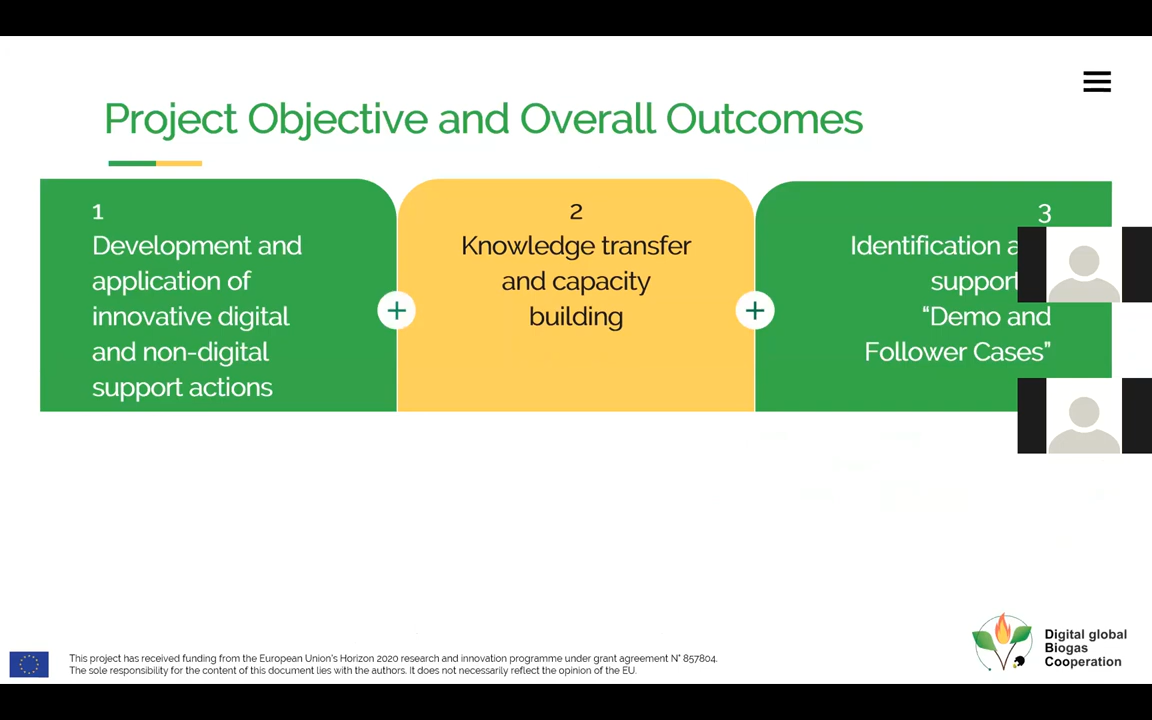 Project Objective and Overall Outcomes
1
Development and
application of
innovative digital
and non-digital
support actions
2
Knowledge transfer
and capacity
building
3
Identification
support
“Demo and
Follower Cases”
This project has received funding from the European Union's Horizon 2020 research and innovation programme under grant agreement N° 857804.
The sole responsibility for the content of this document lies with the authors. It does not necessarily reflect the opinion of the EU.
Digital global
Biogas
Cooperation